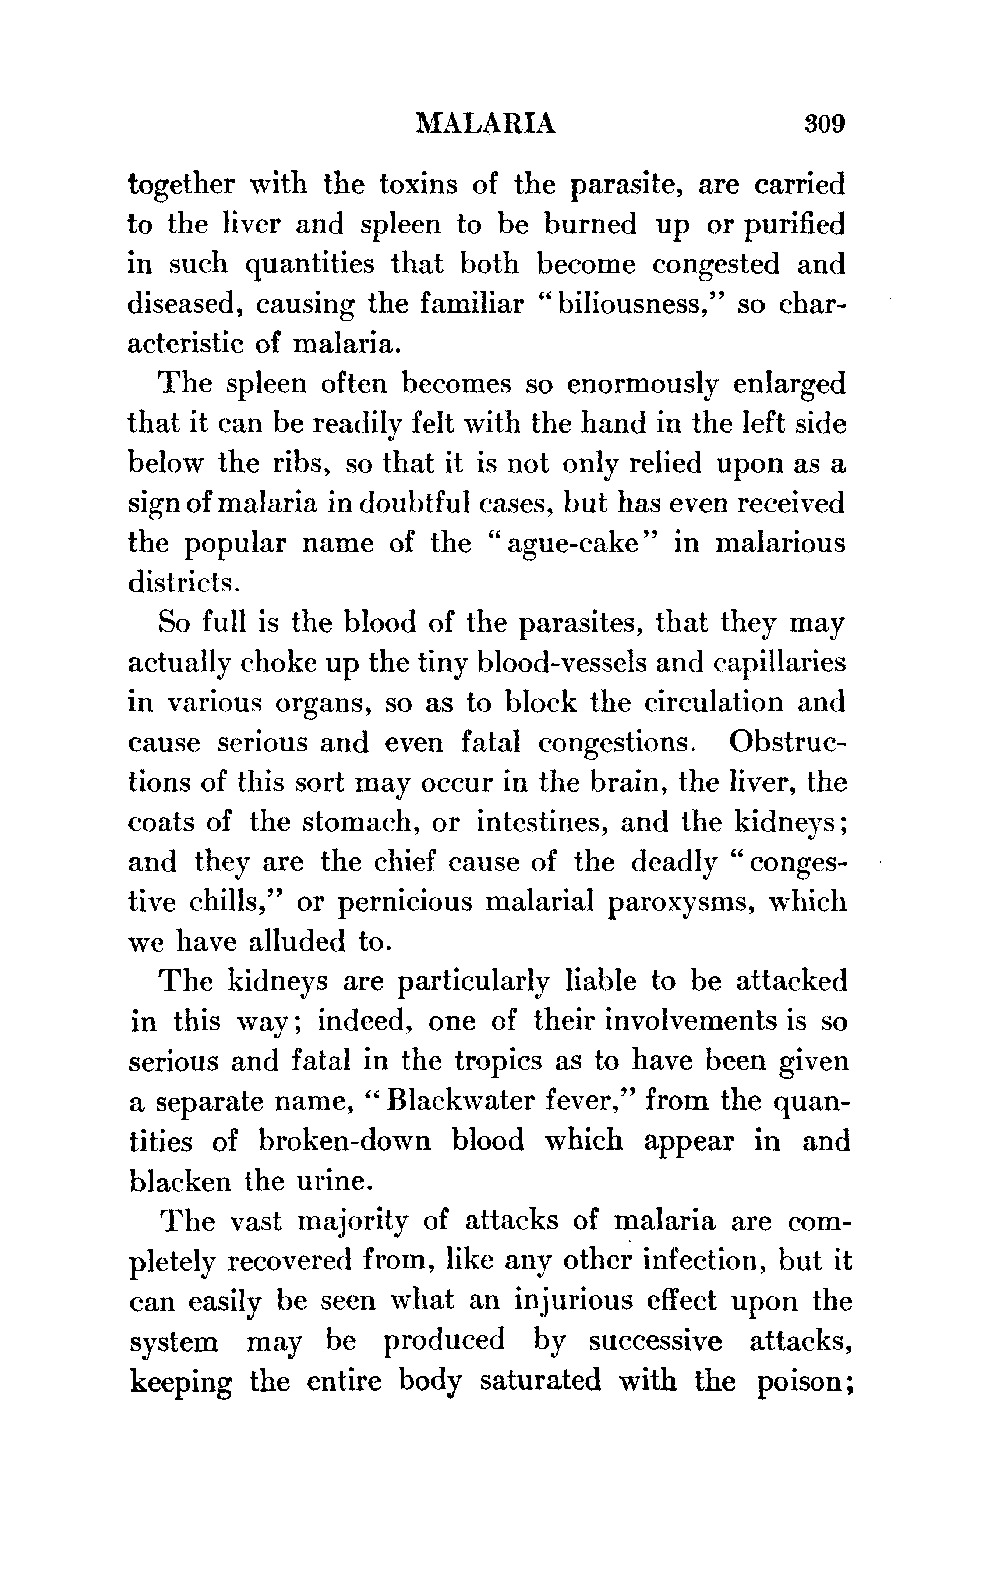 MALARIA 309
together with the toxins of the parasite, are carried
to the liver and spleen to be burned up or purified
in such quantities that both become congested and
diseased, causing the familiar “biliousness,” so char-
acteristic of malaria.
The spleen often becomes so enormously enlarged
that it can be readily felt with the hand in the left side
below the ribs, so that it is not only relied upon as a
sign of malaria in doubtful cases, but has even received
the popular name of the “ague-cake” in malarious
districts.
So full is the blood of the parasites, that they may
actually choke up the tiny blood-vessels and capillaries
in various organs, so as to block the circulation and
cause serious and even fatal congestions. Obstruc-
tions of this sort may occur in the brain, the liver, the
coats of the stomach, or intestines, and the kidneys;
and they are the chief cause of the deadly “conges-
tive chills,” or pernicious malarial paroxysms, which
we have alluded to.
The kidneys are particularly liable to be attacked
in this way; indeed, one of their involvements is so
serious and fatal in the tropics as to have been given
a separate name, “Blackwater fever,” from the quan-
tities of broken-down blood which appear in and
blacken the urine.
The vast majority of attacks of malaria are com-
pletely recovered from, like any other infection, but it
can easily be seen what an injurious effect upon the
system may be produced by successive attacks,
keeping the entire body saturated with the poison;